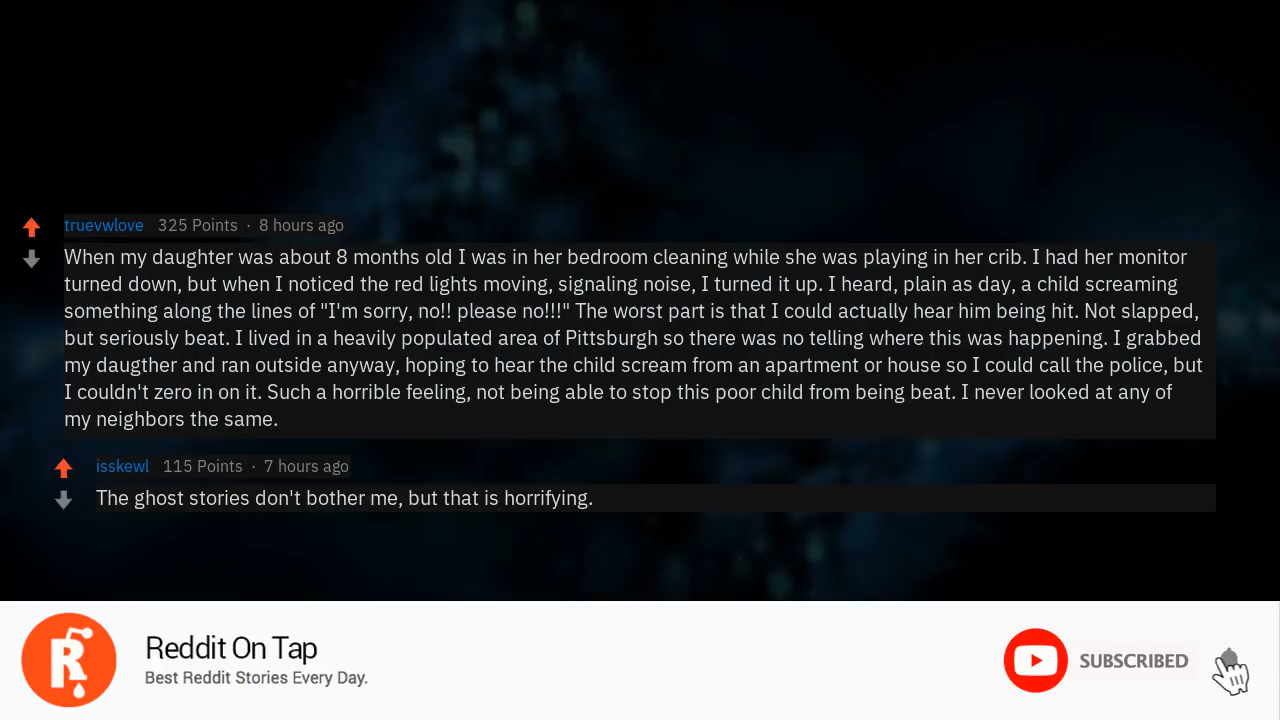 truevwlove 325 Points · 8 hours ago
When my daughter was about 8 months old I was in her bedroom cleaning while she was playing in her crib. I had her monitor
turned down, but when I noticed the red lights moving, signaling noise, I turned it up. I heard, plain as day, a child screaming
something along the lines of "I'm sorry, no!! please no!!!" The worst part is that I could actually hear him being hit. Not slapped,
but seriously beat. I lived in a heavily populated area of Pittsburgh so there was no telling where this was happening. I grabbed
my daugther and ran outside anyway, hoping to hear the child scream from an apartment or house so I could call the police, but
I couldn't zero in on it. Such a horrible feeling, not being able to stop this poor child from being beat. I never looked at any of
my neighbors the same.
isskewl 115 Points · 7 hours ago
The ghost stories don't bother me, but that is horrifying.
R
Reddit On Tap
Best Reddit Stories Every Day.
SUBSCRIBED